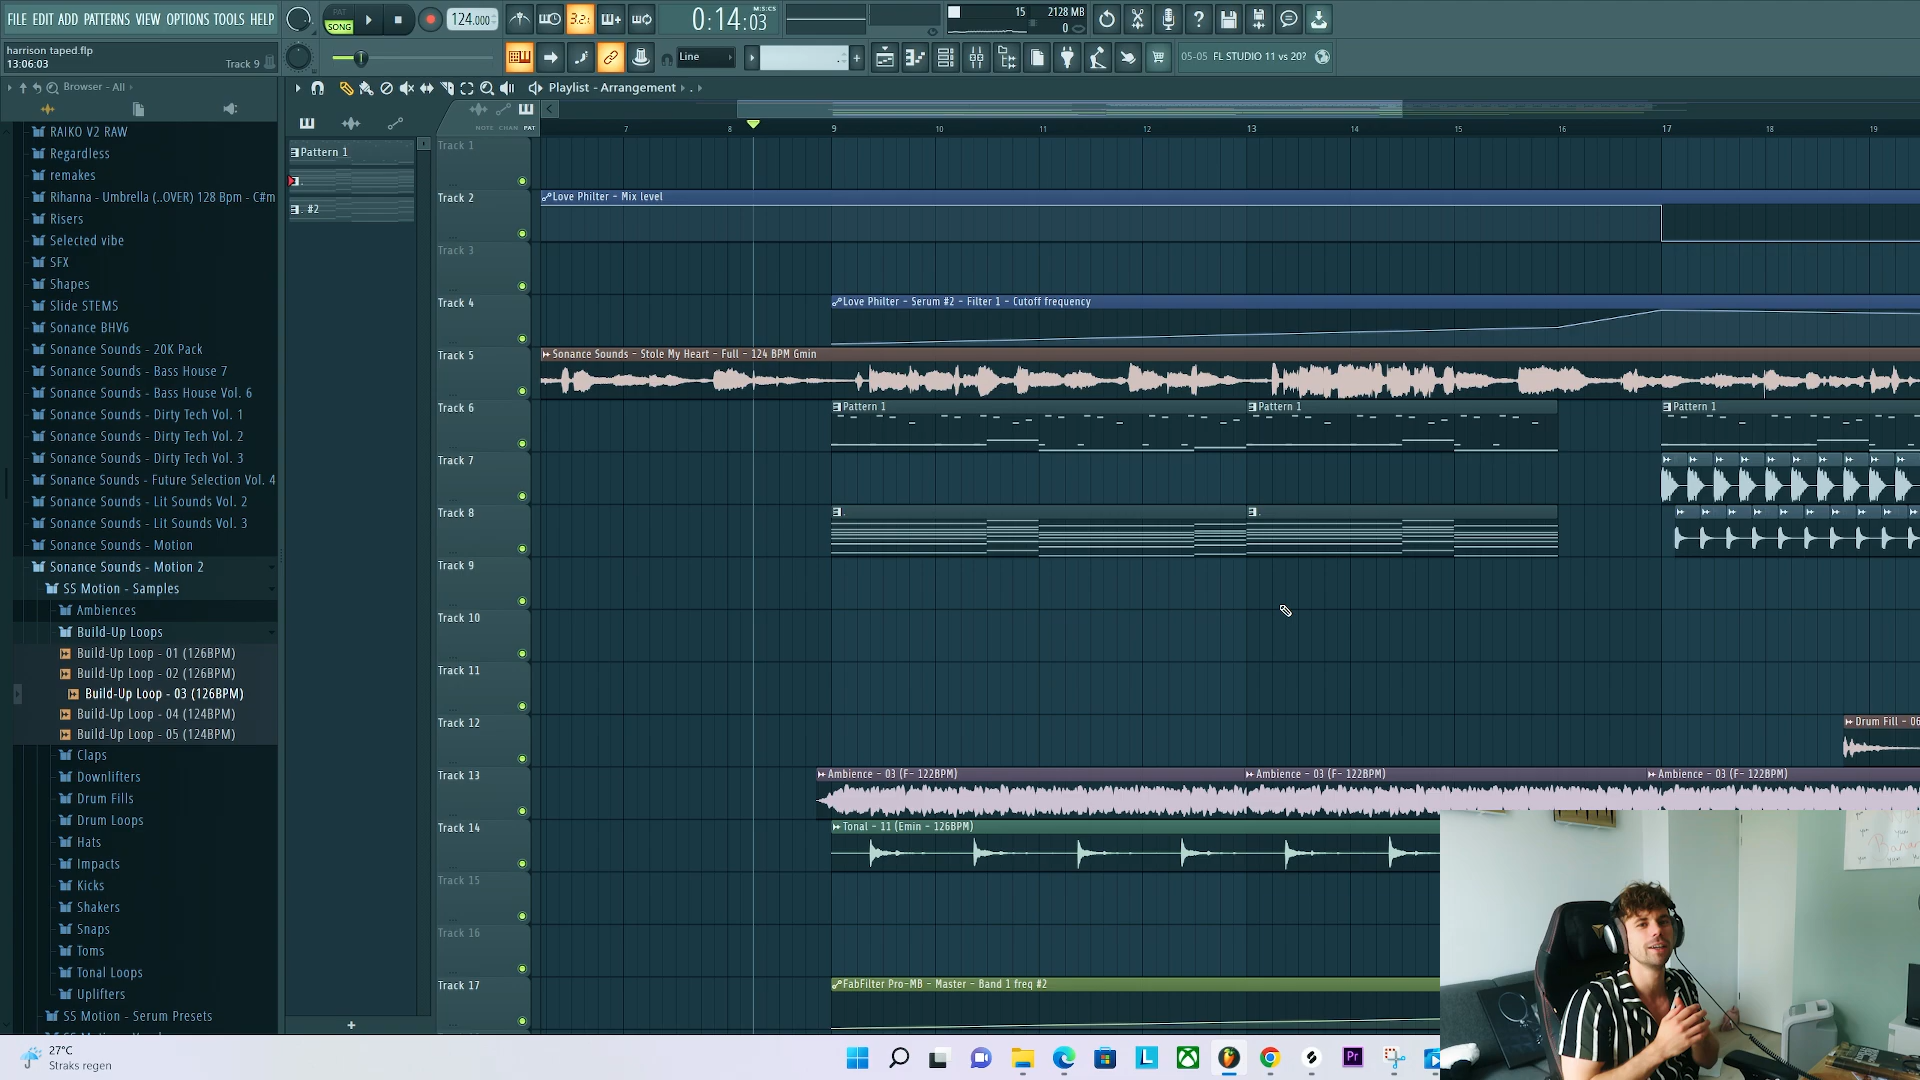 FILE EDIT ADD PATTERNS VIEW OPTIONS TOOLS HELP
PAT
SONG
124.000
3.2.
0:14:03
M:S:CS
15
2128 MB
0
harrison taped.flp
13:06:03
Track 9
Line
05-05 FL STUDIO 11 vs 20?
Browser - All
Playlist - Arrangement
NOTE CHAN PAT
7 8 9 10 11 12 13 14 15 16 17 18 19
RAIKO V2 RAW
Regardless
remakes
Rihanna - Umbrella (..OVER) 128 Bpm - C#m
Risers
Selected vibe
SFX
Shapes
Slide STEMS
Sonance BHV6
Sonance Sounds - 20K Pack
Sonance Sounds - Bass House 7
Sonance Sounds - Bass House Vol. 6
Sonance Sounds - Dirty Tech Vol. 1
Sonance Sounds - Dirty Tech Vol. 2
Sonance Sounds - Dirty Tech Vol. 3
Sonance Sounds - Future Selection Vol. 4
Sonance Sounds - Lit Sounds Vol. 2
Sonance Sounds - Lit Sounds Vol. 3
Sonance Sounds - Motion
Sonance Sounds - Motion 2
SS Motion - Samples
Ambiences
Build-Up Loops
Build-Up Loop - 01 (126BPM)
Build-Up Loop - 02 (126BPM)
Build-Up Loop - 03 (126BPM)
Build-Up Loop - 04 (124BPM)
Build-Up Loop - 05 (124BPM)
Claps
Downlifters
Drum Fills
Drum Loops
Hats
Impacts
Kicks
Shakers
Snaps
Toms
Tonal Loops
Uplifters
SS Motion - Serum Presets
Pattern 1
.
. #2
Track 1
Track 2
Love Philter - Mix level
Track 3
Track 4
Love Philter - Serum #2 - Filter 1 - Cutoff frequency
Track 5
Sonance Sounds - Stole My Heart - Full - 124 BPM Gmin
Track 6
Pattern 1
Pattern 1
Pattern 1
Track 7
Track 8
.
.
Track 9
Track 10
Track 11
Track 12
Drum Fill - 06
Track 13
Ambience - 03 (F- 122BPM)
Ambience - 03 (F- 122BPM)
Ambience - 03 (F- 122BPM)
Track 14
Tonal - 11 (Emin - 126BPM)
Track 15
Track 16
Track 17
FabFilter Pro-MB - Master - Band 1 freq #2
27°C
Straks regen
L
Pr